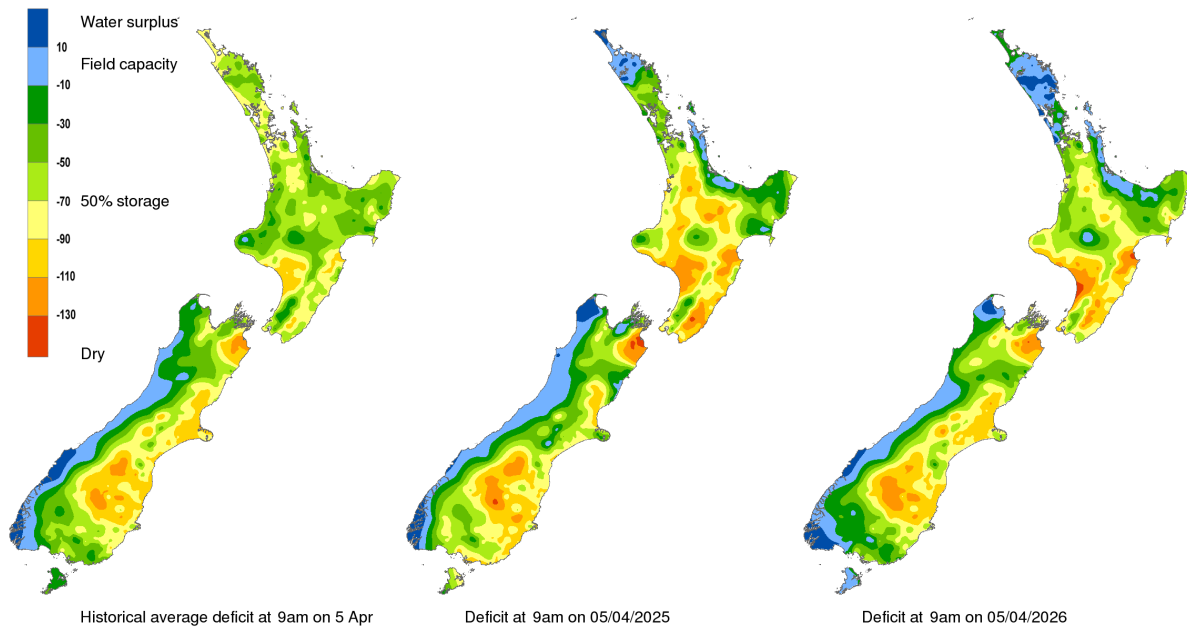 Water surplus
10
Field capacity
-10
-30
-50
-70
50% storage
-90
-110
-130
Dry
Historical average deficit at 9am on 5 Apr
Deficit at 9am on 05/04/2025
Deficit at 9am on 05/04/2026